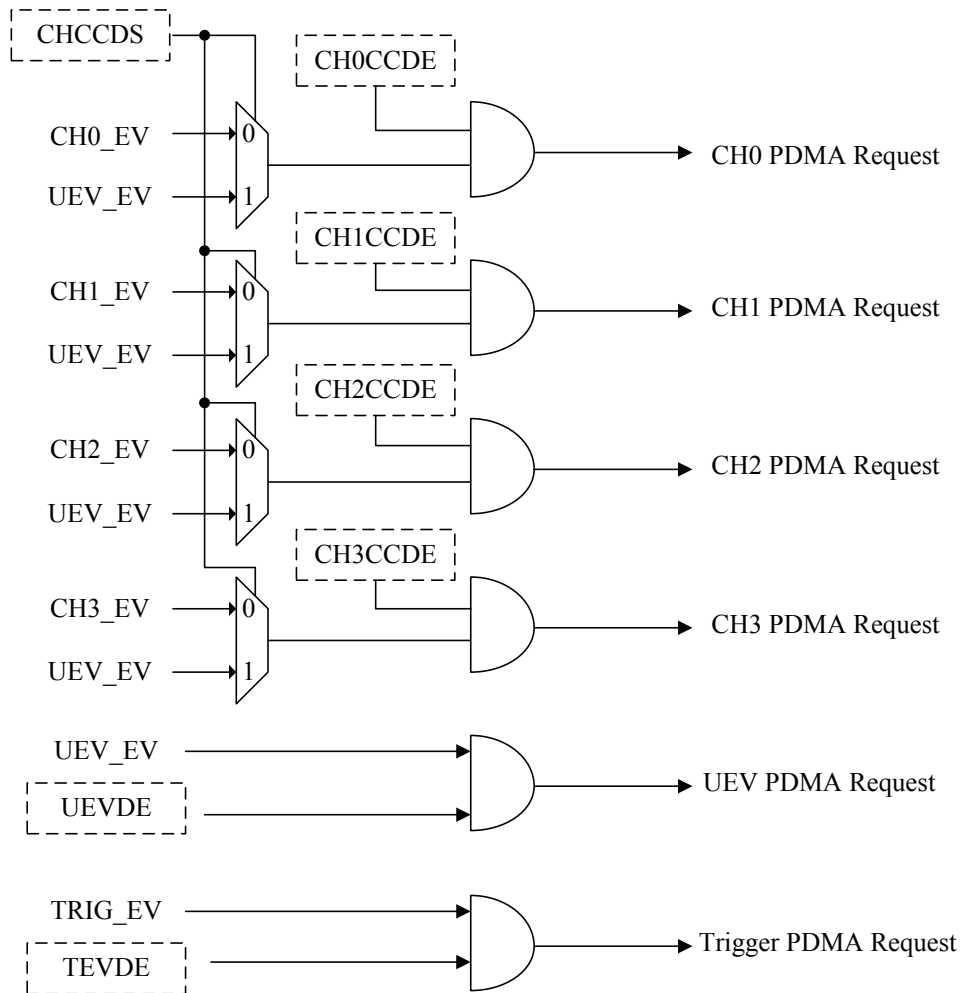 CHCCDS
CH0CCDE
CH0_EV
0
CH0 PDMA Request
UEV_EV
1
CH1CCDE
CH1_EV
0
CH1 PDMA Request
UEV_EV
1
CH2CCDE
CH2_EV
0
CH2 PDMA Request
UEV_EV
1
CH3CCDE
CH3_EV
0
CH3 PDMA Request
UEV_EV
1
UEV_EV
UEV PDMA Request
UEVDE
TRIG_EV
Trigger PDMA Request
TEVDE